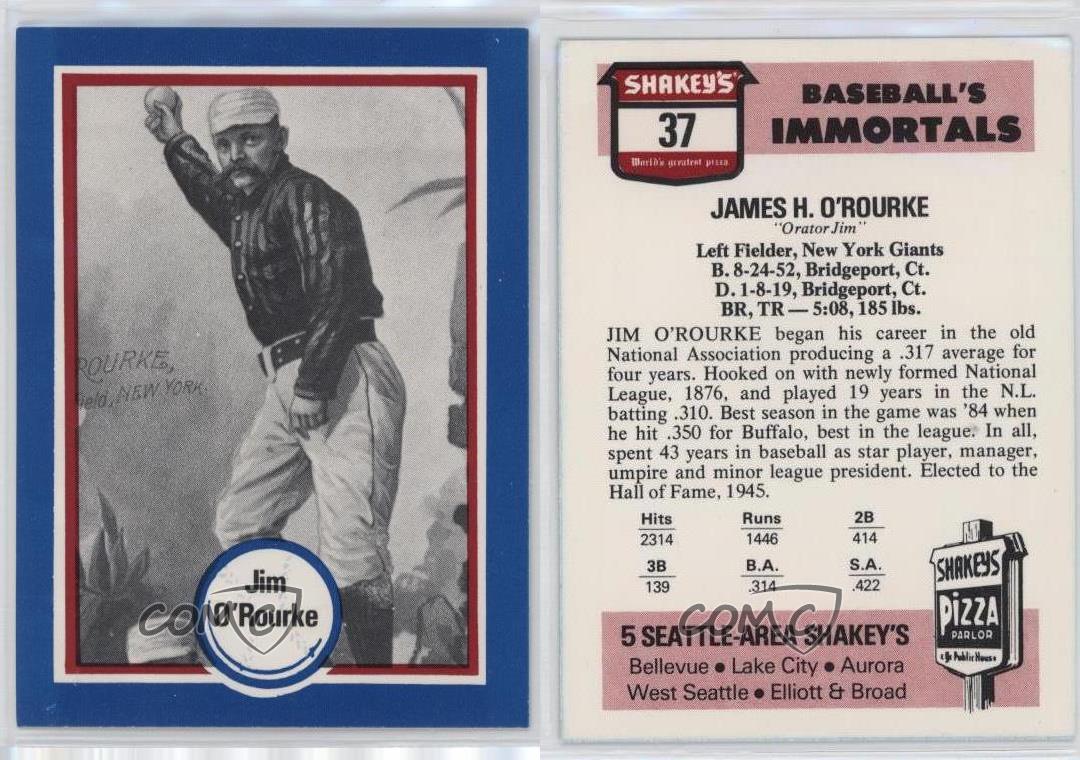 ROURKE,
field, NEW YORK.
Jim
O'Rourke
COMC
SHAKEY'S
37
World's greatest pizza
BASEBALL'S
IMMORTALS
JAMES H. O'ROURKE
"Orator Jim"
Left Fielder, New York Giants
B. 8-24-52, Bridgeport, Ct.
D. 1-8-19, Bridgeport, Ct.
BR, TR — 5:08, 185 lbs.
JIM O'ROURKE began his career in the old
National Association producing a .317 average for
four years. Hooked on with newly formed National
League, 1876, and played 19 years in the N.L.
batting .310. Best season in the game was '84 when
he hit .350 for Buffalo, best in the league. In all,
spent 43 years in baseball as star player, manager,
umpire and minor league president. Elected to the
Hall of Fame, 1945.
Hits Runs 2B
2314 1446 414
3B B.A. S.A.
139 .314 .422
COMC
5 SEATTLE-AREA SHAKEY'S
Bellevue ● Lake City ● Aurora
West Seattle ● Elliott & Broad
SHAKEYS
PIZZA
PARLOR
& Ye Public House